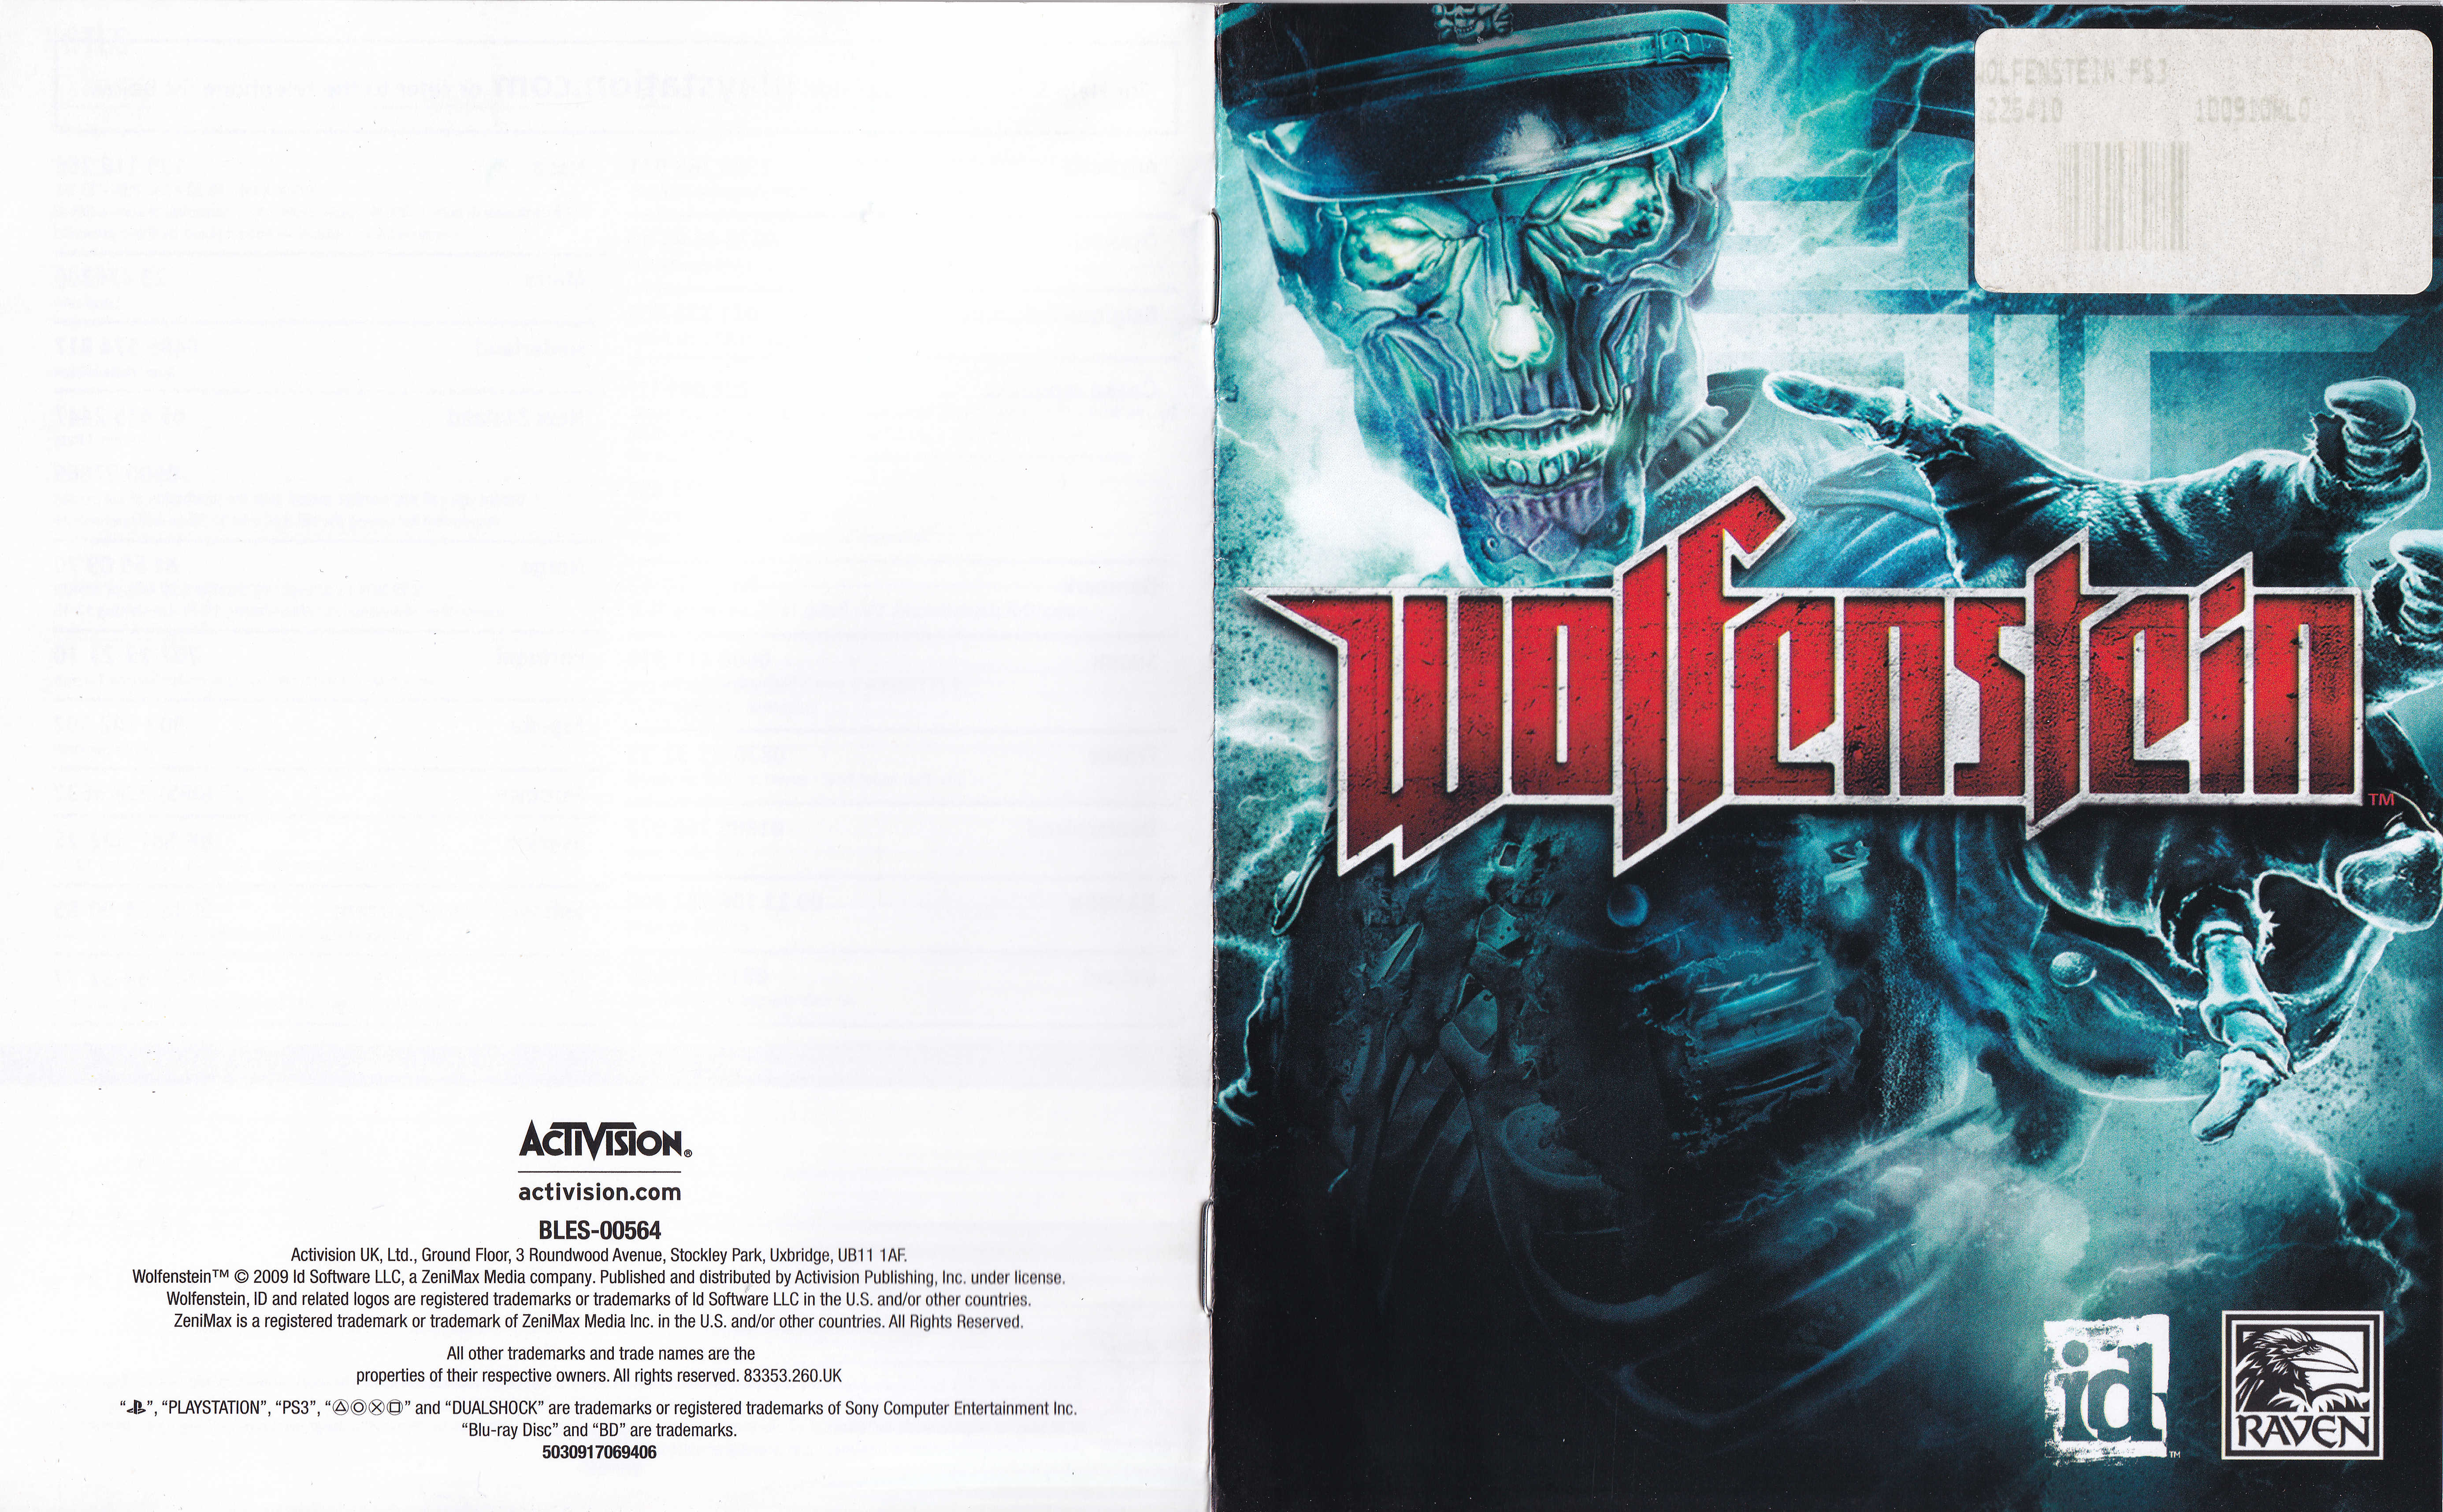 ACTIVISION®
activision.com
BLES-00564
Activision UK, Ltd., Ground Floor, 3 Roundwood Avenue, Stockley Park, Uxbridge, UB11 1AF.
Wolfenstein™ © 2009 Id Software LLC, a ZeniMax Media company. Published and distributed by Activision Publishing, Inc. under license.
Wolfenstein, ID and related logos are registered trademarks or trademarks of Id Software LLC in the U.S. and/or other countries.
ZeniMax is a registered trademark or trademark of ZeniMax Media Inc. in the U.S. and/or other countries. All Rights Reserved.
All other trademarks and trade names are the
properties of their respective owners. All rights reserved. 83353.260.UK
“PS”, “PLAYSTATION”, “PS3”, “△○✕□” and “DUALSHOCK” are trademarks or registered trademarks of Sony Computer Entertainment Inc.
“Blu-ray Disc” and “BD” are trademarks.
5030917069406
WOLFENSTEIN PS3
226410
wolfenstein™
id™
RAVEN